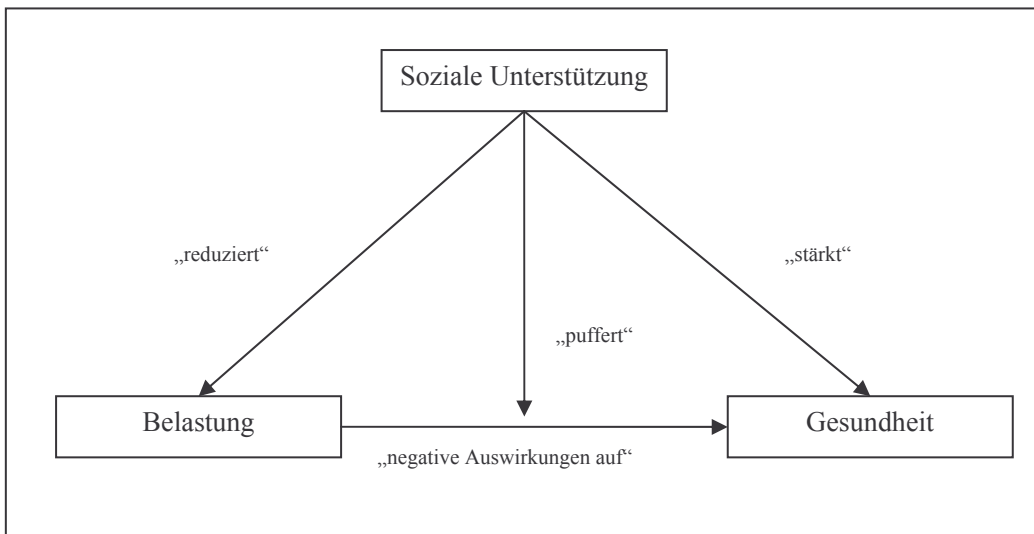 Soziale Unterstützung
„reduziert“
„stärkt“
„puffert“
Belastung
Gesundheit
„negative Auswirkungen auf“